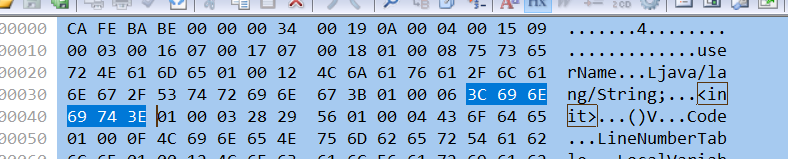 00000 CA FE BA BE 00 00 00 34 00 19 0A 00 04 00 15 09 .......4........
00010 00 03 00 16 07 00 17 07 00 18 01 00 08 75 73 65 .............use
00020 72 4E 61 6D 65 01 00 12 4C 6A 61 76 61 2F 6C 61 rName...Ljava/la
00030 6E 67 2F 53 74 72 69 6E 67 3B 01 00 06 3C 69 6E ng/String;...<in
00040 69 74 3E 01 00 03 28 29 56 01 00 04 43 6F 64 65 it>...()V...Code
00050 01 00 0F 4C 69 6E 65 4E 75 6D 62 65 72 54 61 62 ...LineNumberTab